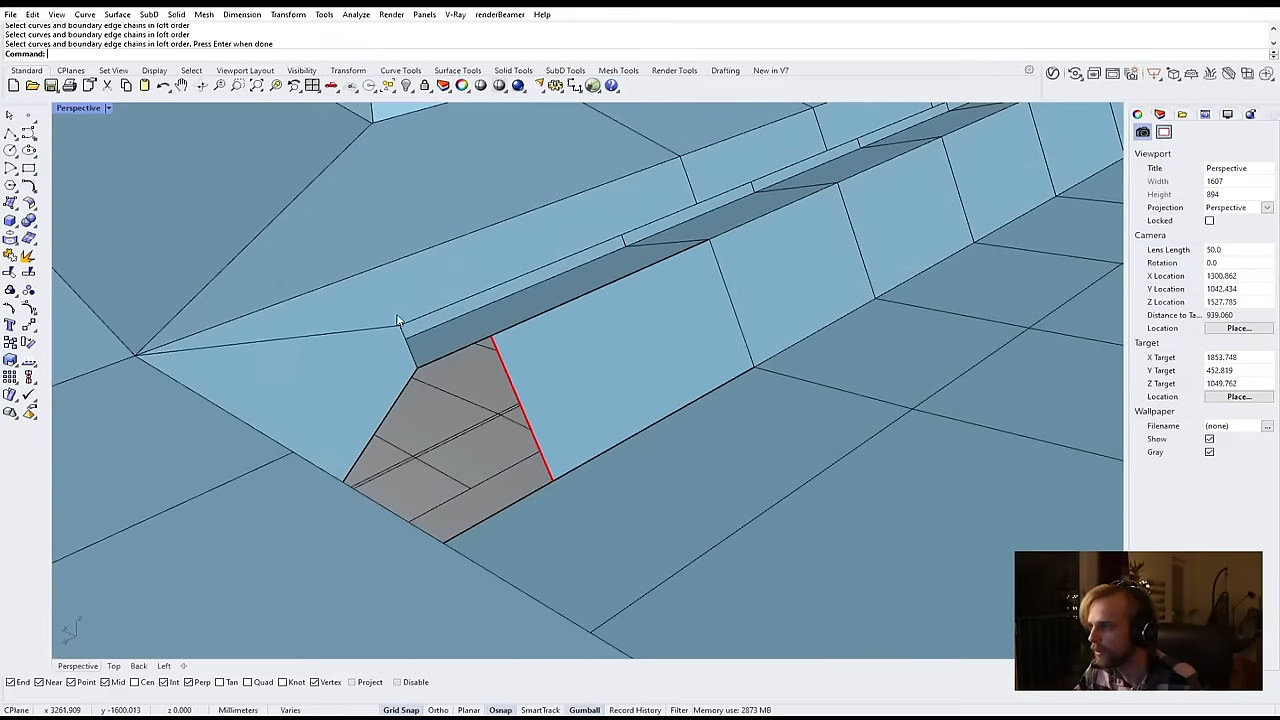 File Edit View Curve Surface SubD Solid Mesh Dimension Transform Tools Analyze Render Panels V-Ray renderBeamer Help
Select curves and boundary edge chains in loft order
Select curves and boundary edge chains in loft order
Select curves and boundary edge chains in loft order. Press Enter when done
Command:
Standard CPlanes Set View Display Select Viewport Layout Visibility Transform Curve Tools Surface Tools Solid Tools SubD Tools Mesh Tools Render Tools Drafting New in V7
Perspective
Viewport
Title Perspective
Width 1607
Height 894
Projection Perspective
Locked
Camera
Lens Length 50.0
Rotation 0.0
X Location 1300.862
Y Location 1042.434
Z Location 1527.785
Distance to Ta... 939.060
Location Place...
Target
X Target 1853.748
Y Target 452.819
Z Target 1049.762
Location Place...
Wallpaper
Filename (none) ...
Show
Gray
Perspective Top Back Left
End Near Point Mid Cen Int Perp Tan Quad Knot Vertex Project Disable
CPlane x 3261.909 y -1600.013 z 0.000 Millimeters Varies Grid Snap Ortho Planar Osnap SmartTrack Gumball Record History Filter Memory use: 2873 MB